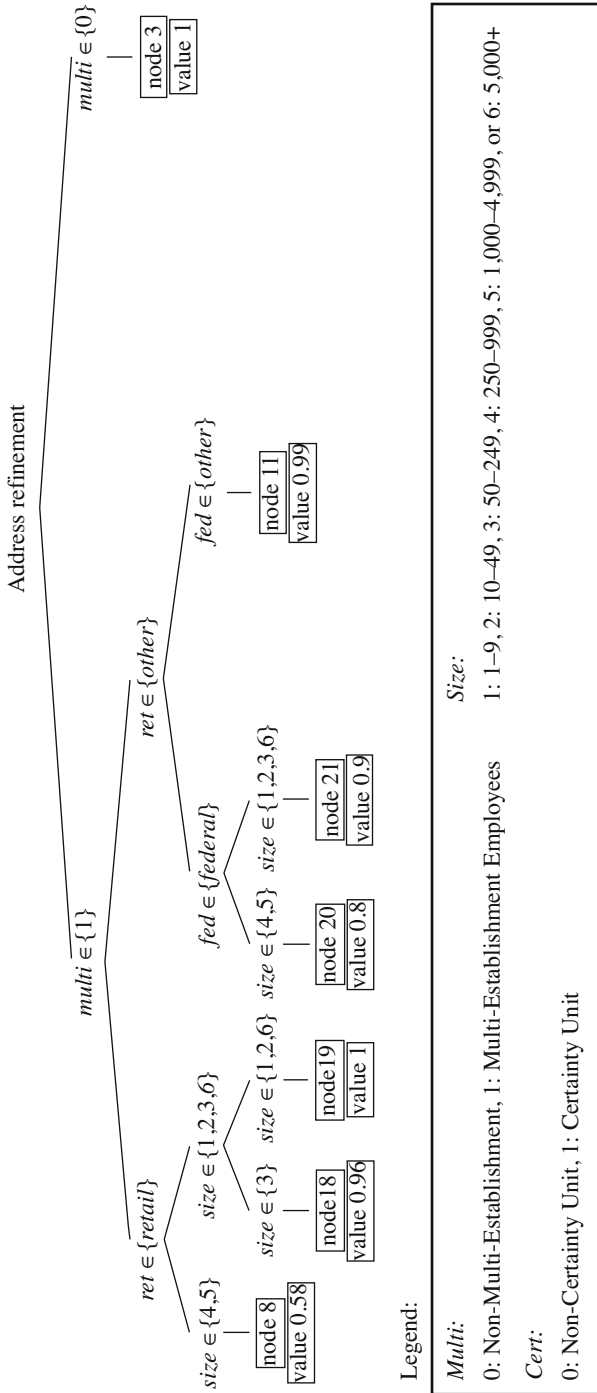 Address refinement
multi ∈ {1}
multi ∈ {0}
node 3
value 1
ret ∈ {retail}
ret ∈ {other}
size ∈ {4,5}
size ∈ {1,2,3,6}
fed ∈ {federal}
fed ∈ {other}
node 8
value 0.58
size ∈ {3}
size ∈ {1,2,6}
size ∈ {4,5}
size ∈ {1,2,3,6}
node 11
value 0.99
node18
value 0.96
node19
value 1
node 20
value 0.8
node 21
value 0.9
Legend:
Multi:
0: Non-Multi-Establishment, 1: Multi-Establishment Employees
Cert:
0: Non-Certainty Unit, 1: Certainty Unit
Size:
1: 1–9, 2: 10–49, 3: 50–249, 4: 250–999, 5: 1,000–4,999, or 6: 5,000+